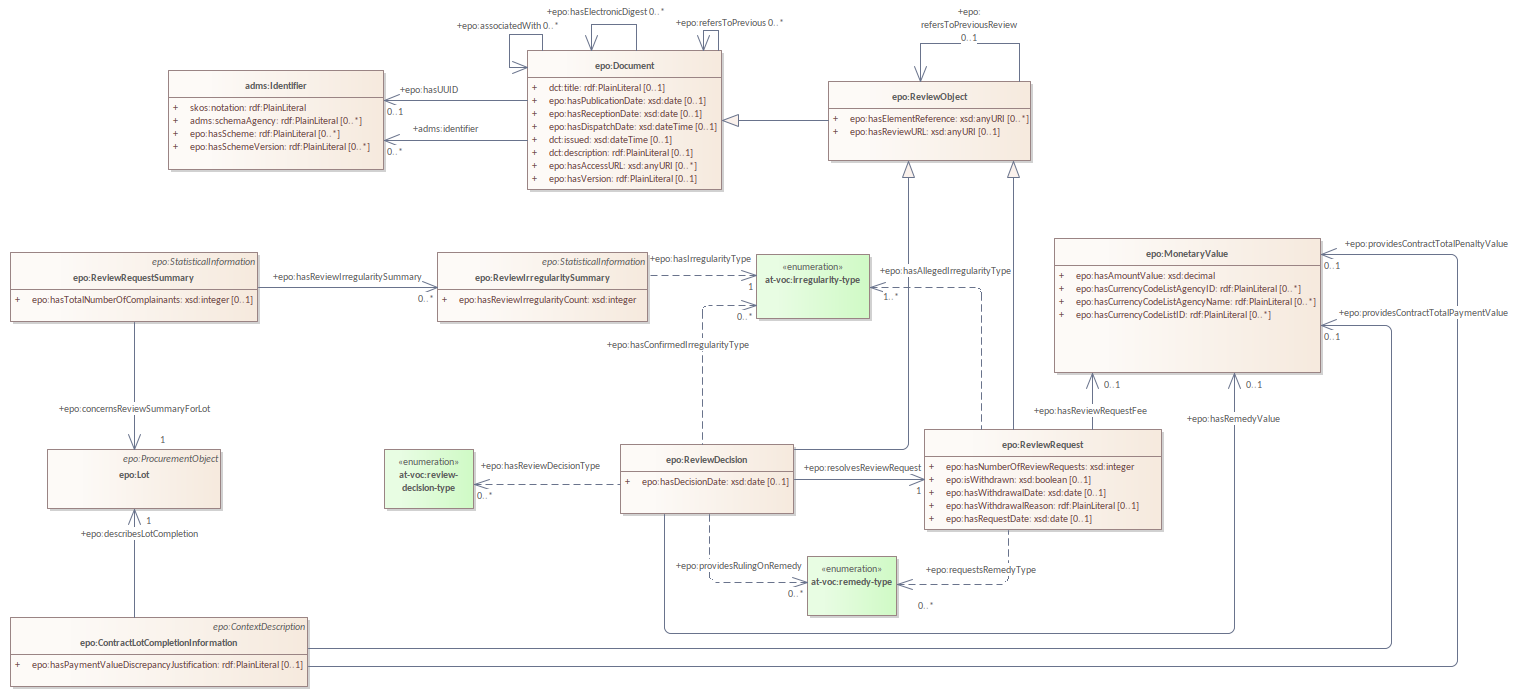 +epo:hasElectronicDigest 0..*
+epo:associatedWith 0..*
+epo:refersToPrevious 0..*
+epo:
refersToPreviousReview
0..1
epo:Document
+ dct:title: rdf:PlainLiteral [0..1]
+ epo:hasPublicationDate: xsd:date [0..1]
+ epo:hasReceptionDate: xsd:date [0..1]
+ epo:hasDispatchDate: xsd:dateTime [0..1]
+ dct:issued: xsd:dateTime [0..1]
+ dct:description: rdf:PlainLiteral [0..1]
+ epo:hasAccessURL: xsd:anyURI [0..*]
+ epo:hasVersion: rdf:PlainLiteral [0..1]
adms:Identifier
+ skos:notation: rdf:PlainLiteral
+ adms:schemaAgency: rdf:PlainLiteral [0..*]
+ epo:hasScheme: rdf:PlainLiteral [0..*]
+ epo:hasSchemeVersion: rdf:PlainLiteral [0..*]
+epo:hasUUID
0..1
+adms:identifier
0..*
epo:ReviewObject
+ epo:hasElementReference: xsd:anyURI [0..*]
+ epo:hasReviewURL: xsd:anyURI [0..1]
epo:StatisticalInformation
epo:ReviewRequestSummary
+ epo:hasTotalNumberOfComplainants: xsd:integer [0..1]
+epo:hasReviewIrregularitySummary
0..*
epo:StatisticalInformation
epo:ReviewIrregularitySummary
+ epo:hasReviewIrregularityCount: xsd:integer
+epo:hasIrregularityType
1
«enumeration»
at-voc:irregularity-type
+epo:hasAllegedIrregularityType
1..*
0..*
+epo:hasConfirmedIrregularityType
epo:MonetaryValue
+ epo:hasAmountValue: xsd:decimal
+ epo:hasCurrencyCodeListAgencyID: rdf:PlainLiteral [0..*]
+ epo:hasCurrencyCodeListAgencyName: rdf:PlainLiteral [0..*]
+ epo:hasCurrencyCodeListID: rdf:PlainLiteral [0..*]
+epo:providesContractTotalPenaltyValue
0..1
+epo:providesContractTotalPaymentValue
0..1
0..1
+epo:hasReviewRequestFee
0..1
+epo:hasRemedyValue
+epo:concernsReviewSummaryForLot
1
epo:ProcurementObject
epo:Lot
1
+epo:describesLotCompletion
«enumeration»
at-voc:review-
decision-type
+epo:hasReviewDecisionType
0..*
epo:ReviewDecision
+ epo:hasDecisionDate: xsd:date [0..1]
+epo:resolvesReviewRequest
1
epo:ReviewRequest
+ epo:hasNumberOfReviewRequests: xsd:integer
+ epo:isWithdrawn: xsd:boolean [0..1]
+ epo:hasWithdrawalDate: xsd:date [0..1]
+ epo:hasWithdrawalReason: rdf:PlainLiteral [0..1]
+ epo:hasRequestDate: xsd:date [0..1]
+epo:providesRulingOnRemedy
0..*
«enumeration»
at-voc:remedy-type
+epo:requestsRemedyType
0..*
epo:ContextDescription
epo:ContractLotCompletionInformation
+ epo:hasPaymentValueDiscrepancyJustification: rdf:PlainLiteral [0..1]